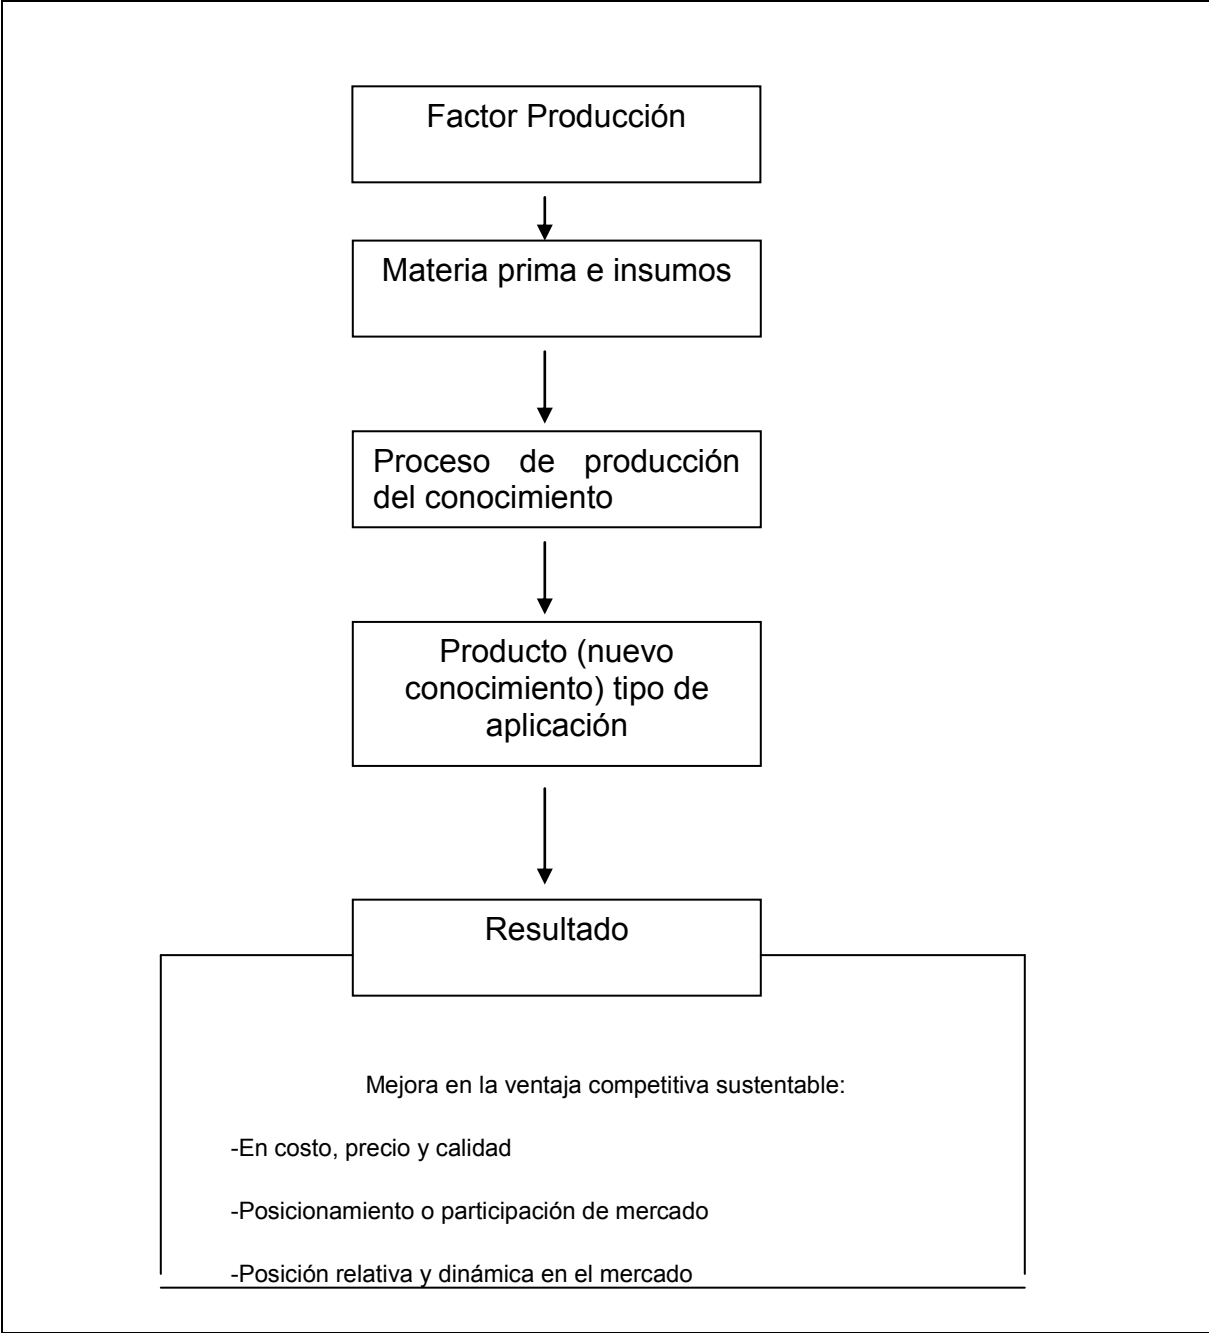 Factor Producción
Materia prima e insumos
Proceso de producción
del conocimiento
Producto (nuevo
conocimiento) tipo de
aplicación
Resultado
Mejora en la ventaja competitiva sustentable:
-En costo, precio y calidad
-Posicionamiento o participación de mercado
-Posición relativa y dinámica en el mercado